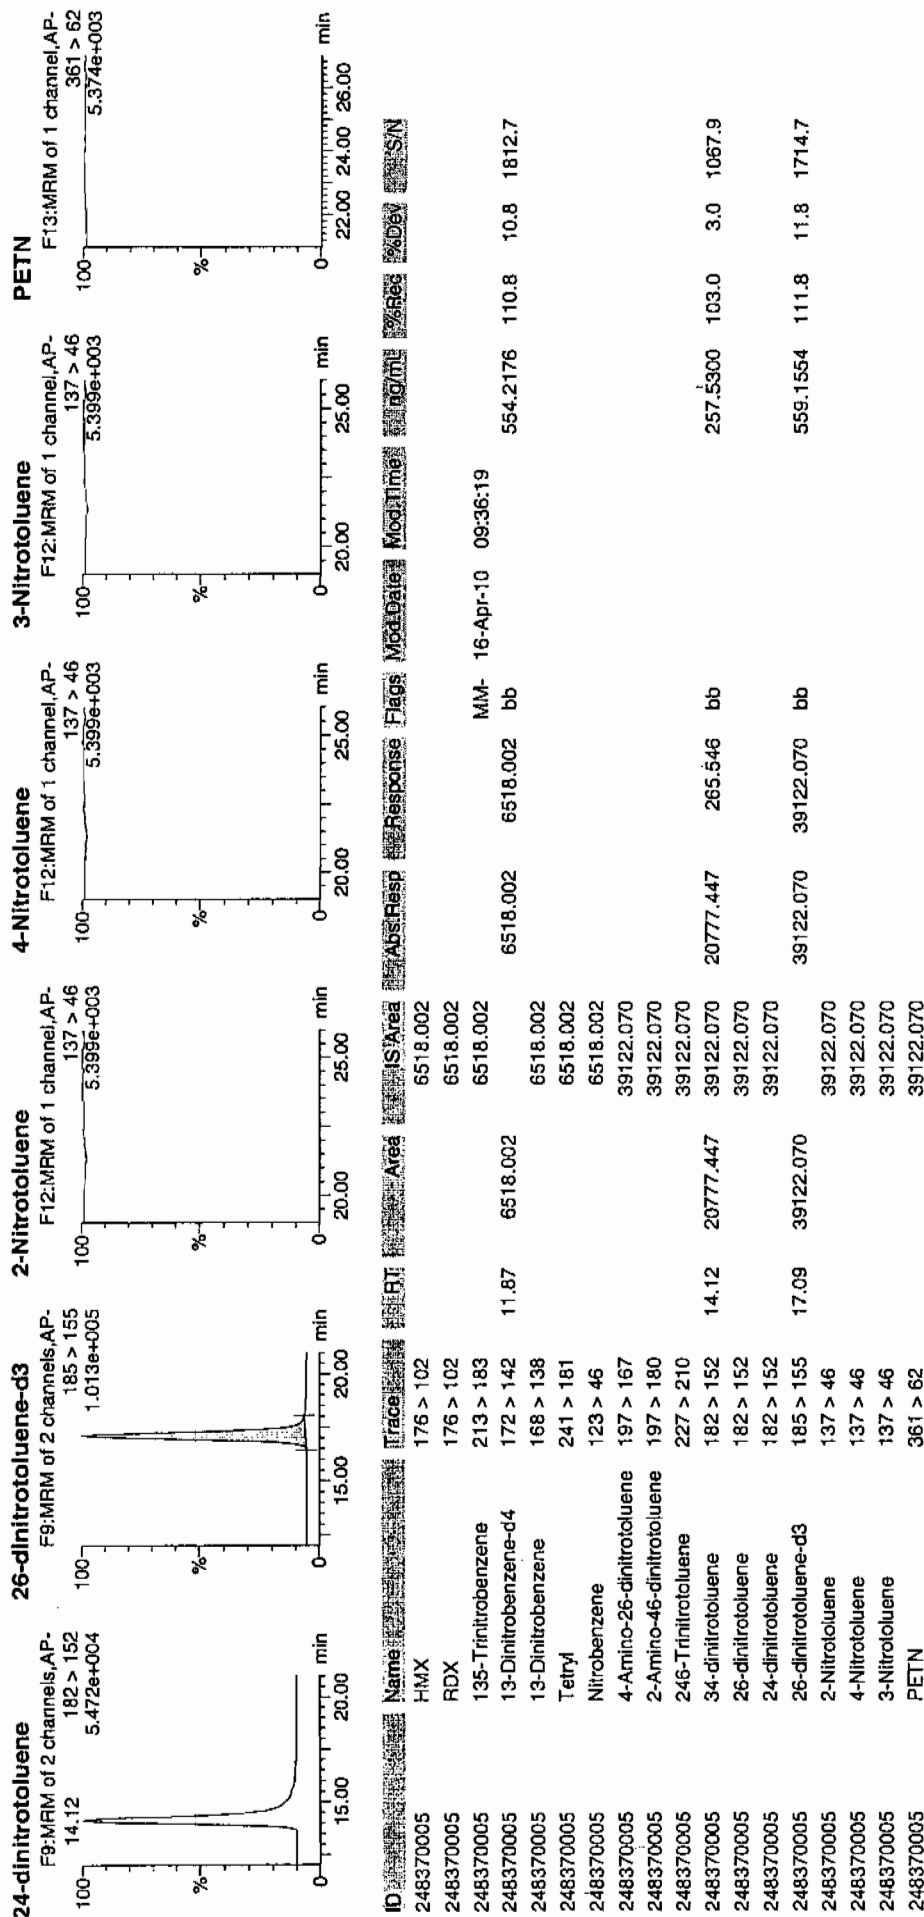 24-dinitrotoluene
F9:MRM of 2 channels,AP-
14.12 182 > 152
5.472e+004
100
%
0
15.00 20.00 min
26-dinitrotoluene-d3
F9:MRM of 2 channels,AP-
185 > 155
1.013e+005
100
%
0
15.00 20.00 min
2-Nitrotoluene
F12:MRM of 1 channel,AP-
137 > 46
5.399e+003
100
%
0
20.00 25.00 min
4-Nitrotoluene
F12:MRM of 1 channel,AP-
137 > 46
5.399e+003
100
%
0
20.00 25.00 min
3-Nitrotoluene
F12:MRM of 1 channel,AP-
137 > 46
5.399e+003
100
%
0
20.00 25.00 min
PETN
F13:MRM of 1 channel,AP-
361 > 62
5.374e+003
100
%
0
22.00 24.00 26.00 min
ID Name Trace RT Area IS Area Abs.Resp Response Flags Mod.Date Mod.Time ng/ml %Rec %Dev S/N
248370005 HMX 176 > 102 6518.002
248370005 RDX 176 > 102 6518.002
248370005 135-Trinitrobenzene 213 > 183 6518.002 MM- 16-Apr-10 09:36:19
248370005 13-Dinitrobenzene-d4 172 > 142 11.87 6518.002 6518.002 6518.002 bb 554.2176 110.8 10.8 1812.7
248370005 13-Dinitrobenzene 168 > 138 6518.002
248370005 Tetryl 241 > 181 6518.002
248370005 Nitrobenzene 123 > 46 6518.002
248370005 4-Amino-26-dinitrotoluene 197 > 167 39122.070
248370005 2-Amino-46-dinitrotoluene 197 > 180 39122.070
248370005 246-Trinitrotoluene 227 > 210 39122.070
248370005 34-dinitrotoluene 182 > 152 14.12 20777.447 39122.070 20777.447 265.546 bb 257.5300 103.0 3.0 1067.9
248370005 26-dinitrotoluene 182 > 152 39122.070
248370005 24-dinitrotoluene 182 > 152 39122.070
248370005 26-dinitrotoluene-d3 185 > 155 17.09 39122.070 39122.070 39122.070 bb 559.1554 111.8 11.8 1714.7
248370005 2-Nitrotoluene 137 > 46 39122.070
248370005 4-Nitrotoluene 137 > 46 39122.070
248370005 3-Nitrotoluene 137 > 46 39122.070
248370005 PETN 361 > 62 39122.070